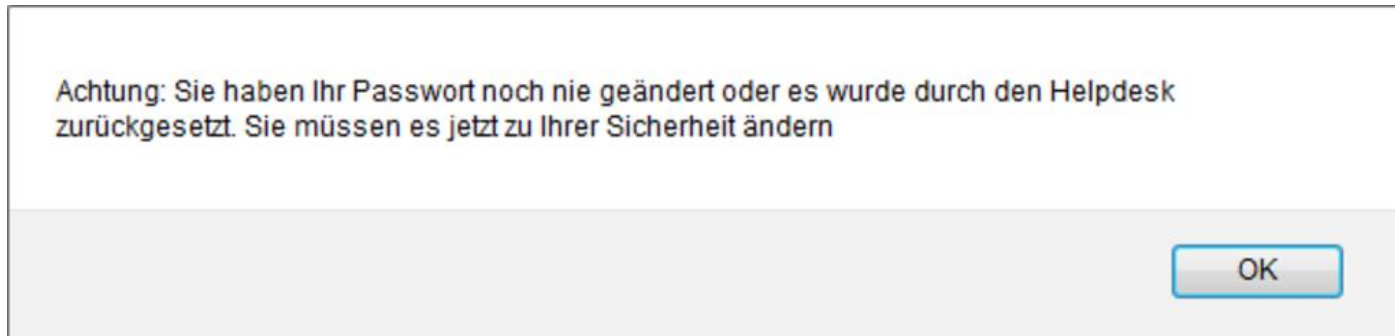 Achtung: Sie haben Ihr Passwort noch nie geändert oder es wurde durch den Helpdesk
zurückgesetzt. Sie müssen es jetzt zu Ihrer Sicherheit ändern
OK